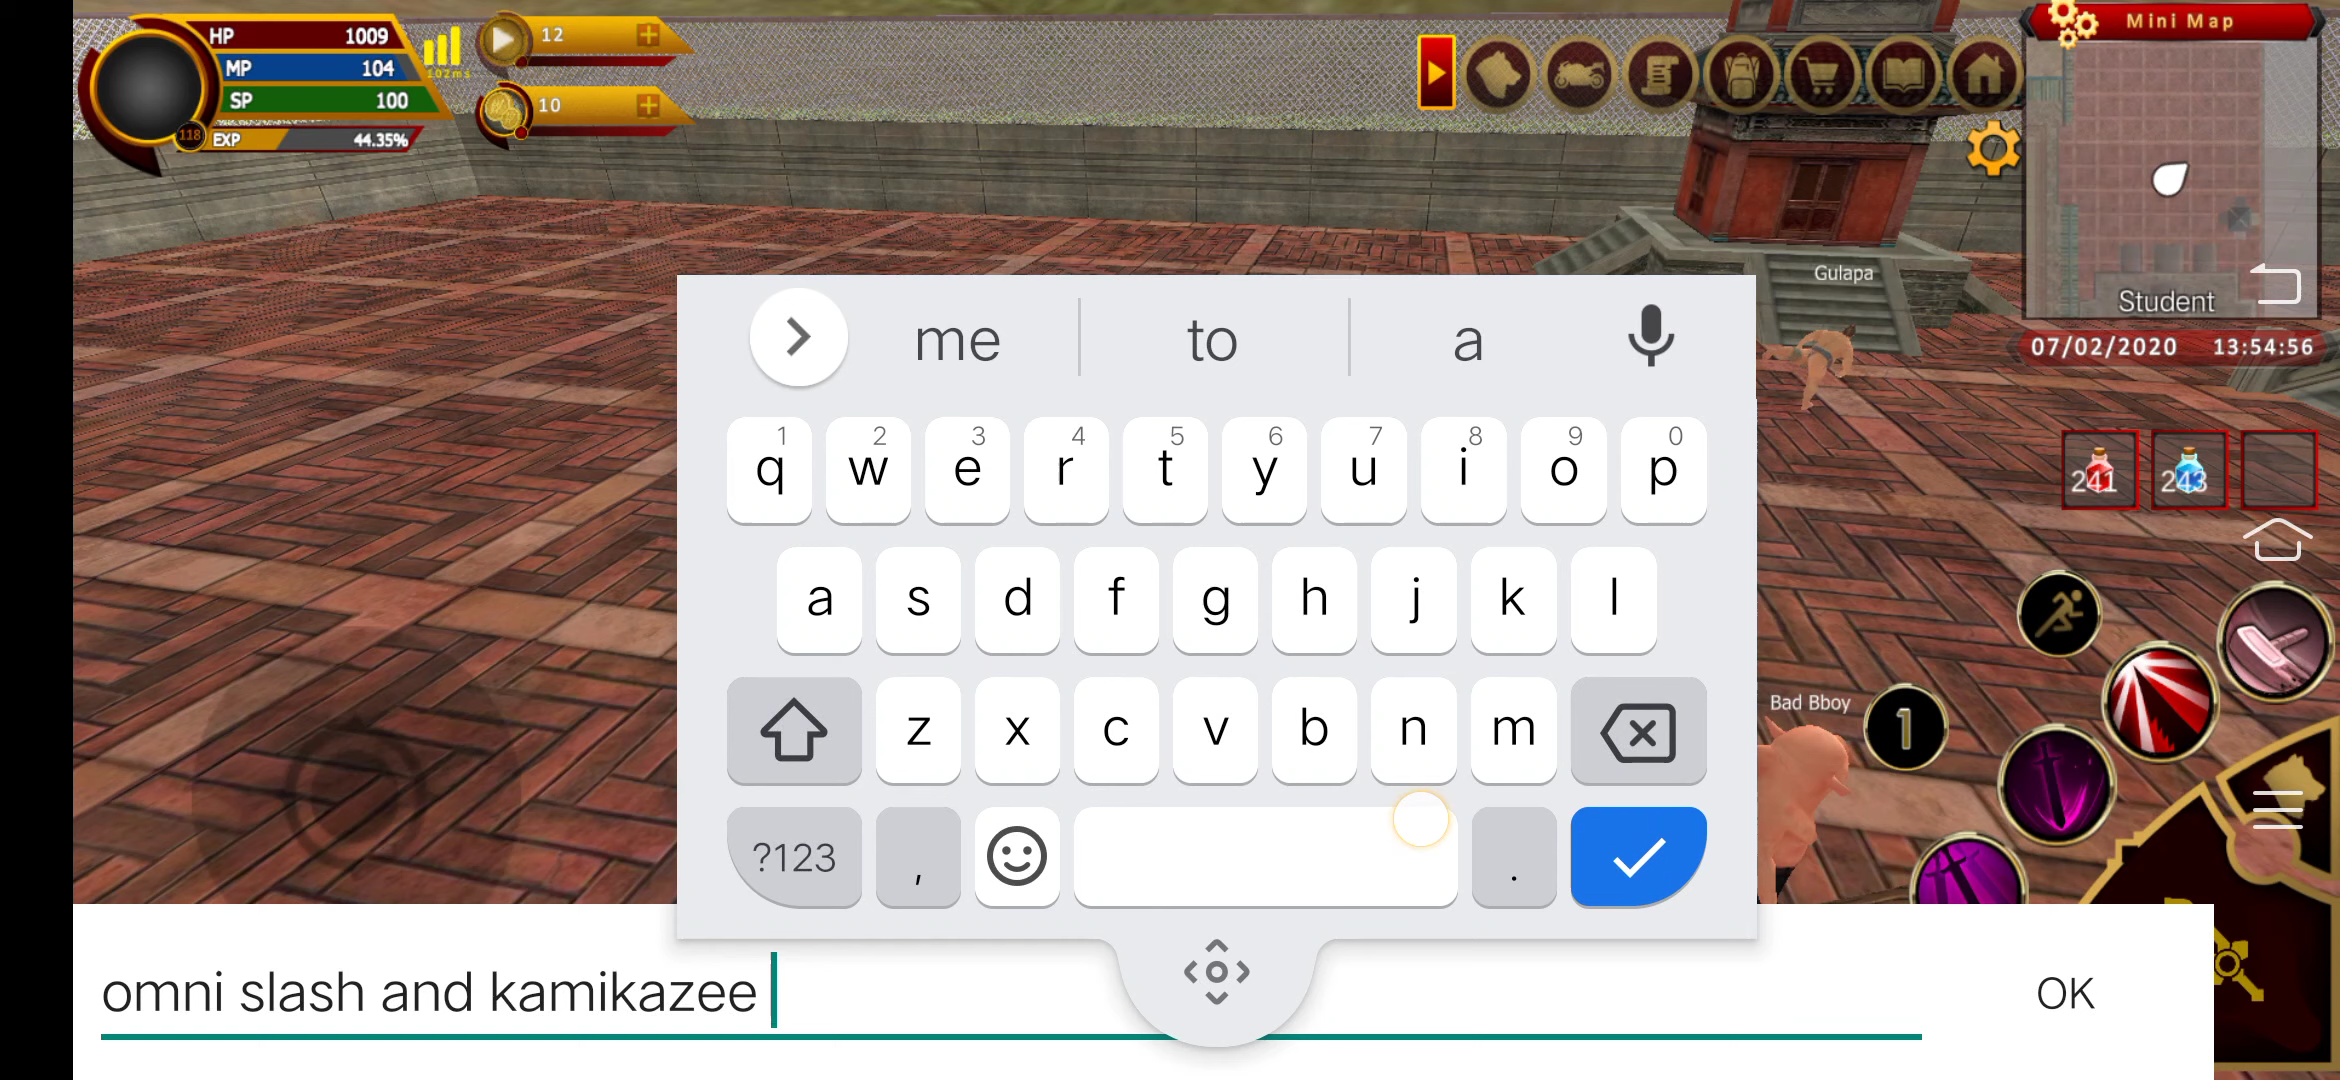 HP 1009
MP 104
SP 100
118 EXP 44.35%
102ms
12
10
Mini Map
Student
07/02/2020 13:54:56
Gulapa
me to a
1 2 3 4 5 6 7 8 9 0
q w e r t y u i o p
a s d f g h j k l
z x c v b n m
?123 , .
241 243
Bad Bboy
1
omni slash and kamikazee
OK